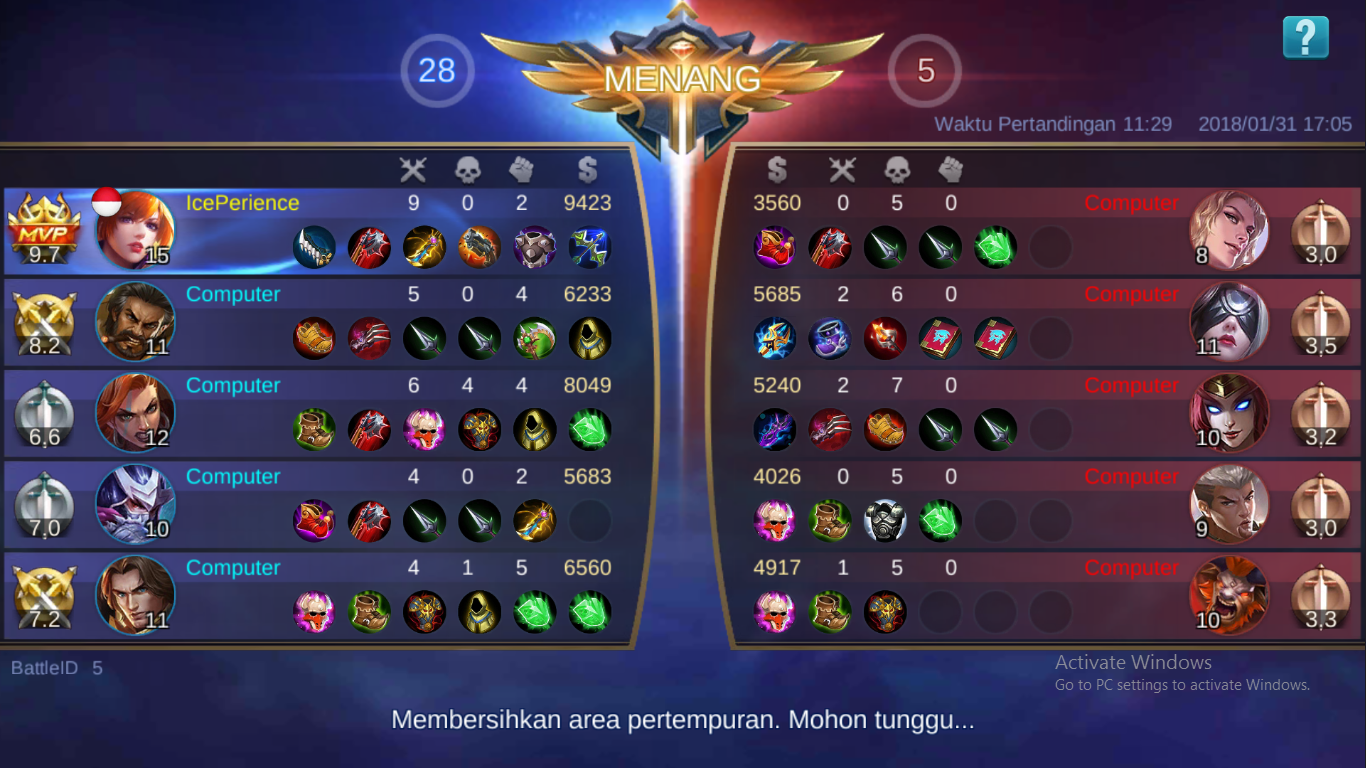 28 MENANG 5
Waktu Pertandingan 11:29 2018/01/31 17:05
MVP 9.7 15 IcePerience 9 0 2 9423
3560 0 5 0 Computer 8 3,0
8.2 11 Computer 5 0 4 6233
5685 2 6 0 Computer 11 3,5
6,6 12 Computer 6 4 4 8049
5240 2 7 0 Computer 10 3,2
7,0 10 Computer 4 0 2 5683
4026 0 5 0 Computer 9 3,0
7.2 11 Computer 4 1 5 6560
4917 1 5 0 Computer 10 3,3
BattleID 5
Activate Windows
Go to PC settings to activate Windows.
Membersihkan area pertempuran. Mohon tunggu...